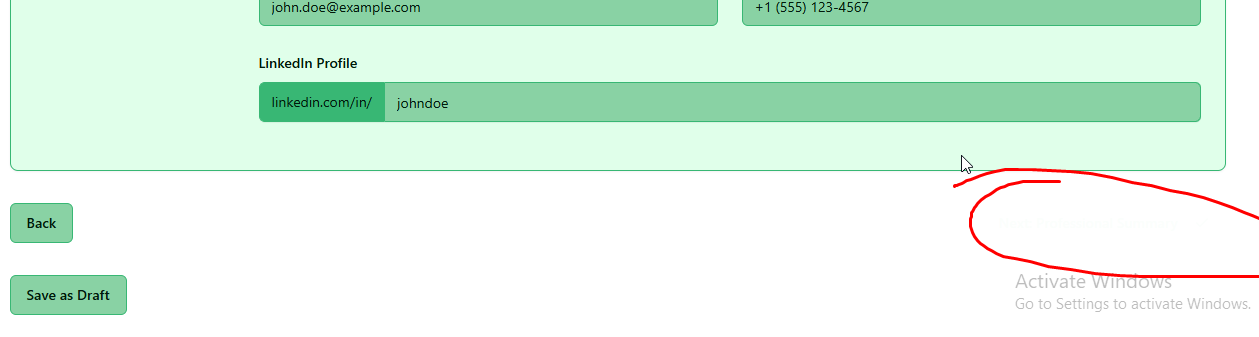 john.doe@example.com +1 (555) 123-4567
LinkedIn Profile
linkedin.com/in/ johndoe
Back
Save as Draft
Activate Windows
Go to Settings to activate Windows.